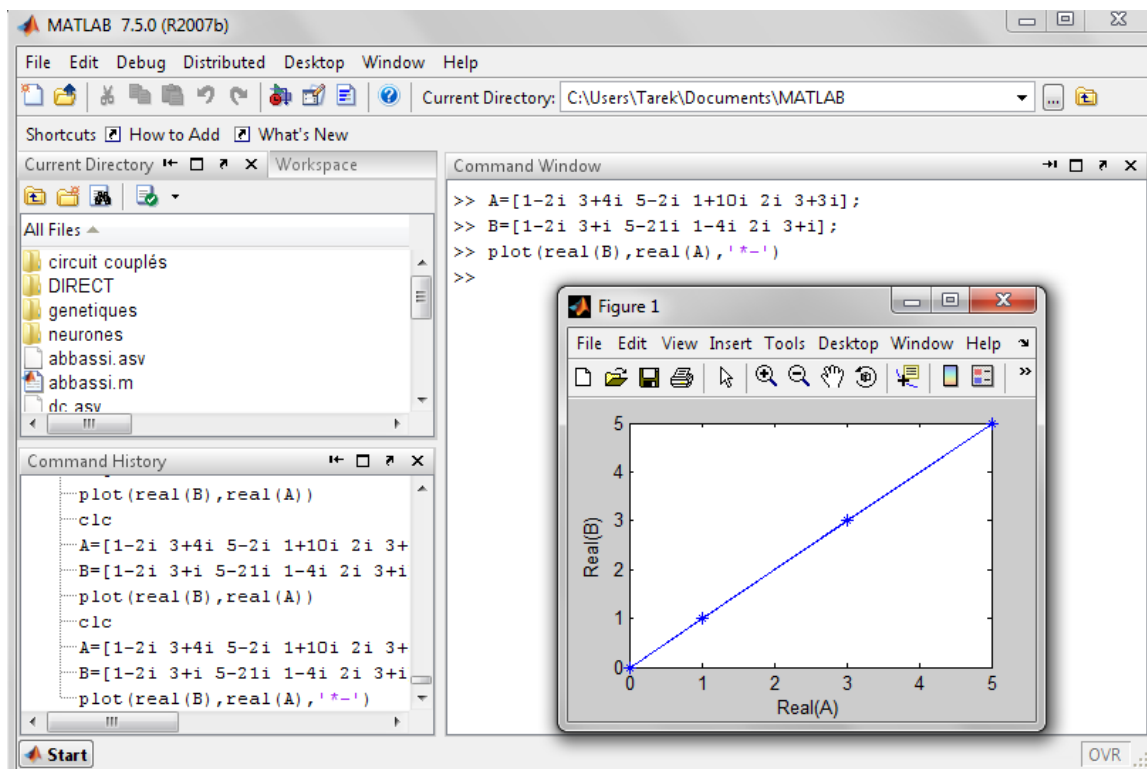 MATLAB 7.5.0 (R2007b)
File Edit Debug Distributed Desktop Window Help
Current Directory: C:\Users\Tarek\Documents\MATLAB
Shortcuts How to Add What's New
Current Directory Workspace
All Files
circuit couplés
DIRECT
genetiques
neurones
abbassi.asv
abbassi.m
dc.asv
Command History
plot(real(B),real(A))
clc
A=[1-2i 3+4i 5-2i 1+10i 2i 3+
B=[1-2i 3+i 5-21i 1-4i 2i 3+i
plot(real(B),real(A))
clc
A=[1-2i 3+4i 5-2i 1+10i 2i 3+
B=[1-2i 3+i 5-21i 1-4i 2i 3+i
plot(real(B),real(A),'*-')
Command Window
>> A=[1-2i 3+4i 5-2i 1+10i 2i 3+3i];
>> B=[1-2i 3+i 5-21i 1-4i 2i 3+i];
>> plot(real(B),real(A),'*-')
>>
Figure 1
File Edit View Insert Tools Desktop Window Help
5
4
3
2
1
0
Real(B)
0 1 2 3 4 5
Real(A)
Start
OVR